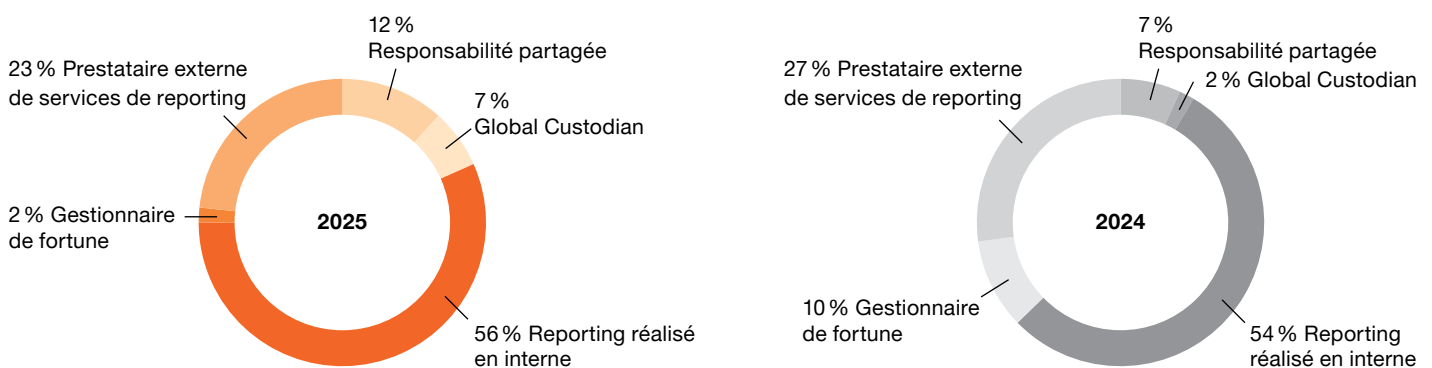 12 %
Responsabilité partagée
23 % Prestataire externe
de services de reporting
7 %
Global Custodian
2 % Gestionnaire
de fortune
2025
56 % Reporting réalisé
en interne
7 %
Responsabilité partagée
2 % Global Custodian
27 % Prestataire externe
de services de reporting
2024
10 % Gestionnaire
de fortune
54 % Reporting
réalisé en interne